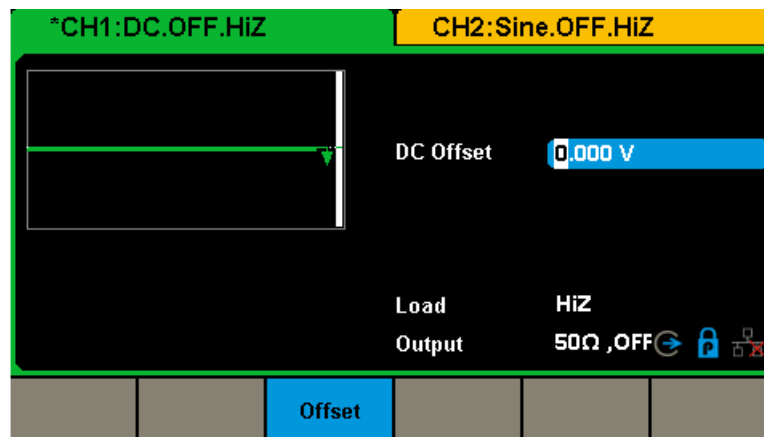 *CH1:DC.OFF.HiZ
CH2:Sine.OFF.HiZ
DC Offset 0.000 V
Load HiZ
Output 50Ω ,OFF
P
Offset